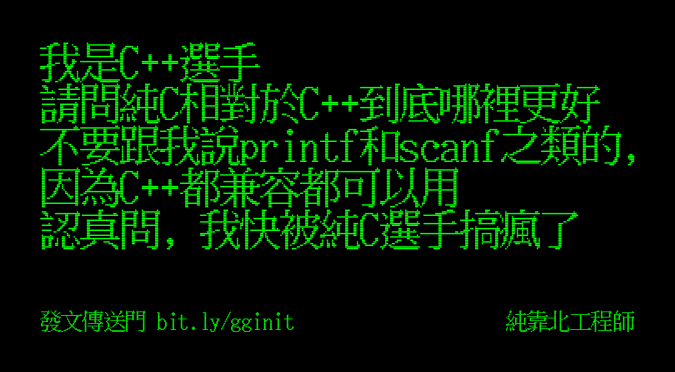 我是C++選手
請問純C相對於C++到底哪裡更好
不要跟我說printf和scanf之類的,
因為C++都兼容都可以用
認真問, 我快被純C選手搞瘋了
發文傳送門 bit.ly/gginit
純靠北工程師